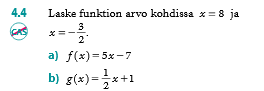 4.4 Laske funktion arvo kohdissa x = 8 ja
CAS x = -3/2.
a) f(x) = 5x - 7
b) g(x) = 1/2 x + 1